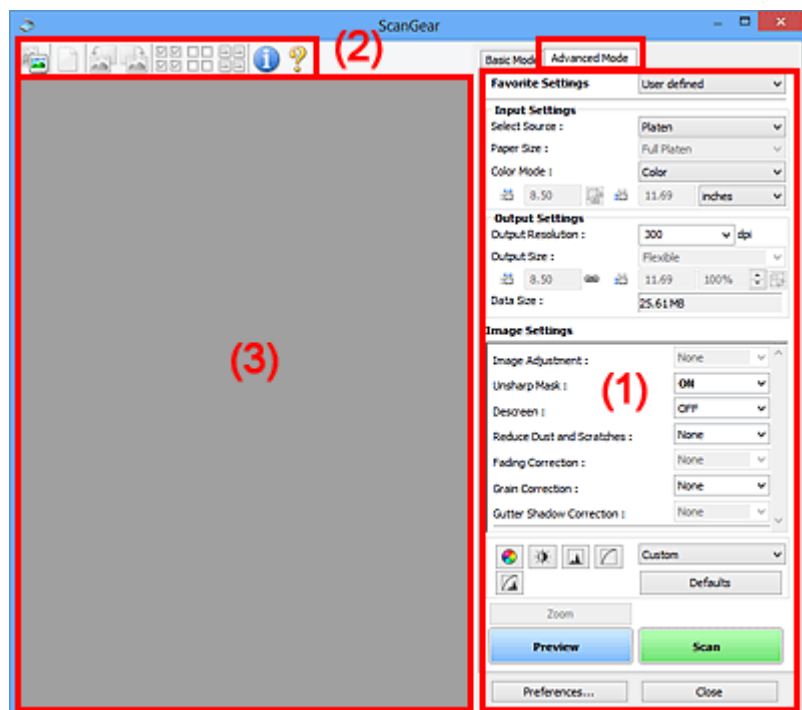 ScanGear
(2)
Basic Mode Advanced Mode
Favorite Settings User defined
Input Settings
Select Source : Platen
Paper Size : Full Platen
Color Mode : Color
8.50 11.69 inches
Output Settings
Output Resolution : 300 dpi
Output Size : Flexible
8.50 11.69 100%
Data Size : 25.61MB
Image Settings
(3)
(1)
Image Adjustment : None
Unsharp Mask : ON
Descreen : OFF
Reduce Dust and Scratches : None
Fading Correction : None
Grain Correction : None
Gutter Shadow Correction : None
Custom
Defaults
Zoom
Preview Scan
Preferences... Close